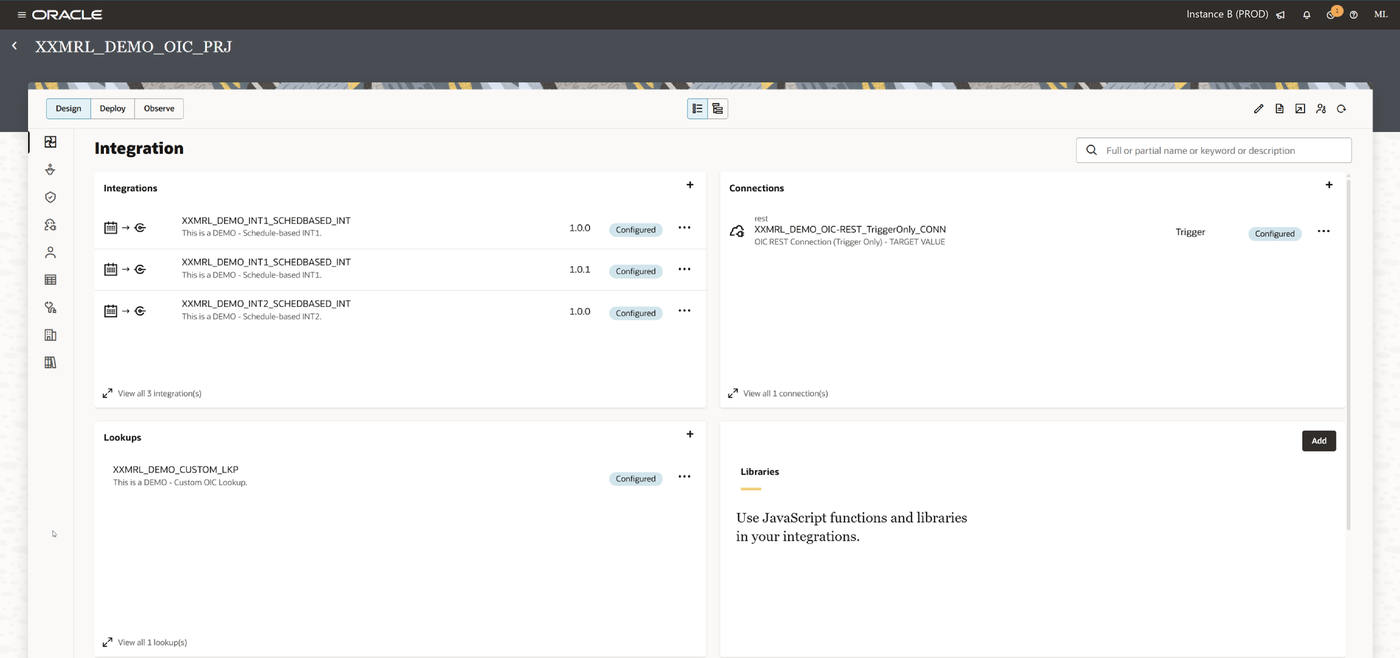 ORACLE
Instance B (PROD)
1
ML
XXMRL_DEMO_OIC_PRJ
Design
Deploy
Observe
Integration
Full or partial name or keyword or description
Integrations
XXMRL_DEMO_INT1_SCHEDBASED_INT
This is a DEMO - Schedule-based INT1.
1.0.0
Configured
XXMRL_DEMO_INT1_SCHEDBASED_INT
This is a DEMO - Schedule-based INT1.
1.0.1
Configured
XXMRL_DEMO_INT2_SCHEDBASED_INT
This is a DEMO - Schedule-based INT2.
1.0.0
Configured
View all 3 integration(s)
Connections
rest
XXMRL_DEMO_OIC-REST_TriggerOnly_CONN
OIC REST Connection (Trigger Only) - TARGET VALUE
Trigger
Configured
View all 1 connection(s)
Lookups
XXMRL_DEMO_CUSTOM_LKP
This is a DEMO - Custom OIC Lookup.
Configured
View all 1 lookup(s)
Add
Libraries
Use JavaScript functions and libraries
in your integrations.